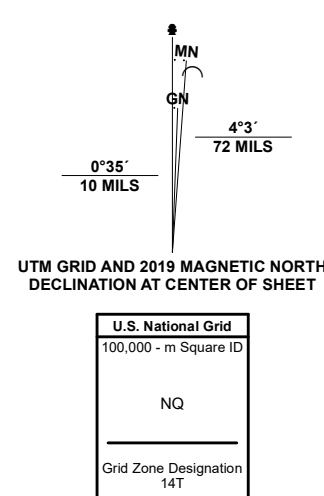 MN
GN
4°3´
72 MILS
0°35´
10 MILS
UTM GRID AND 2019 MAGNETIC NORTH
DECLINATION AT CENTER OF SHEET
U.S. National Grid
100,000 - m Square ID
NQ
Grid Zone Designation
14T